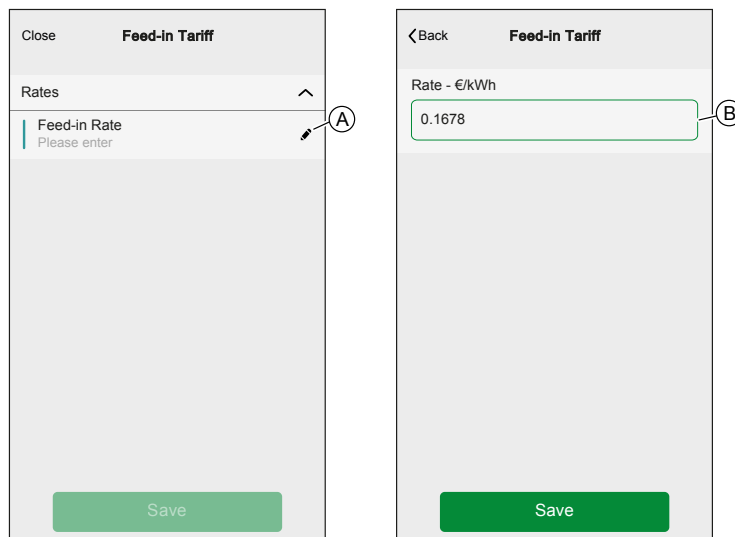 Close
Feed-in Tariff
Rates
Feed-in Rate
Please enter
A
Save
Back
Feed-in Tariff
Rate - €/kWh
0.1678
B
Save